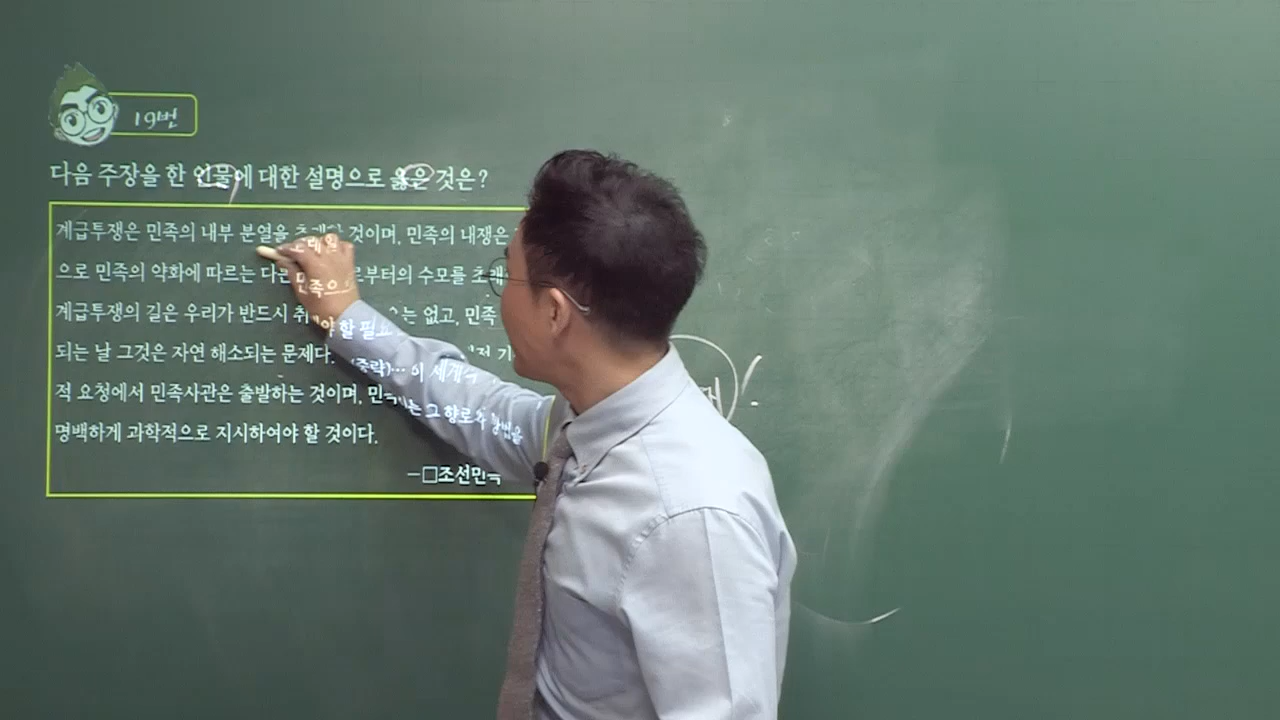 19번
다음 주장을 한 인물에 대한 설명으로 옳은 것은?
계급투쟁은 민족의 내부 분열을 초래할 것이며, 민족의 내쟁은
으로 민족의 약화에 따르는 다른 민족으로부터의 수모를 초래
계급투쟁의 길은 우리가 반드시 취 야 할 필요 는 없고, 민족
되는 날 그것은 자연 해소되는 문제다. (중략)… 이 세계 적 기
적 요청에서 민족사관은 출발하는 것이며, 민 는 그 향로와 방법을
명백하게 과학적으로 지시하여야 할 것이다.
-□조선민족